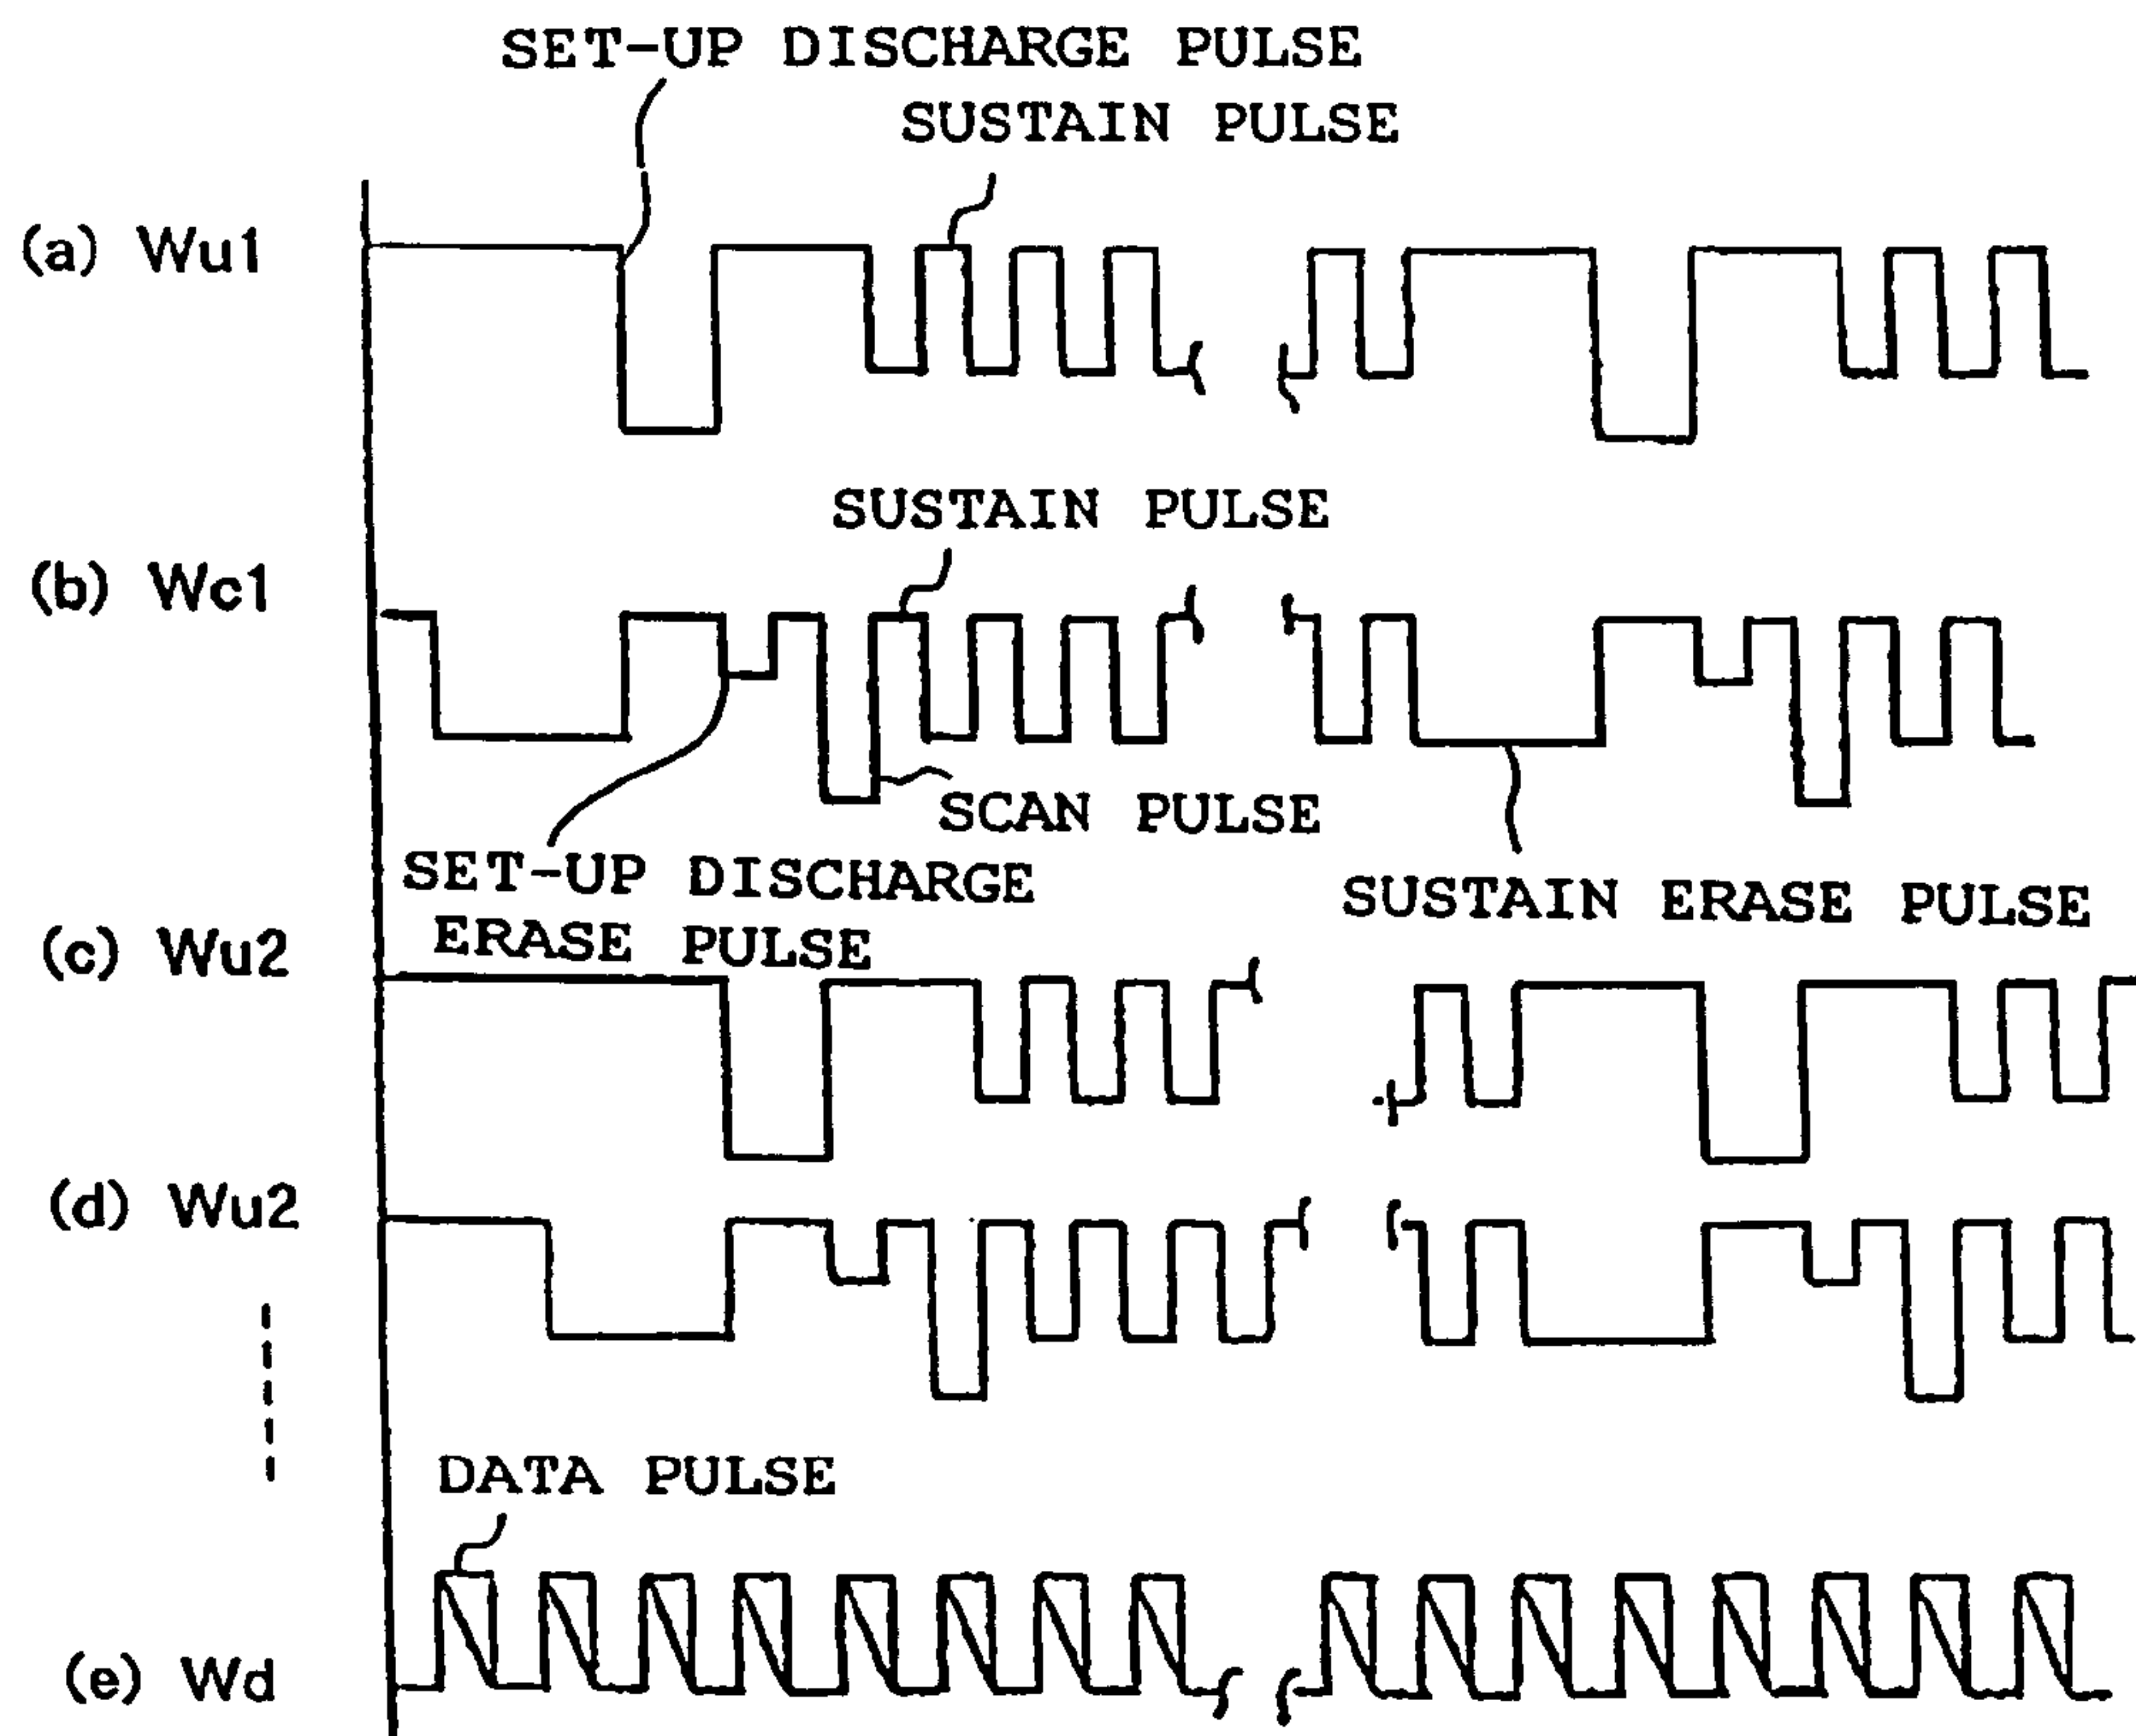 SET-UP DISCHARGE PULSE
SUSTAIN PULSE
(a) Wu1
SUSTAIN PULSE
(b) Wc1
SCAN PULSE
SET-UP DISCHARGE
ERASE PULSE
SUSTAIN ERASE PULSE
(c) Wu2
(d) Wu2
DATA PULSE
(e) Wd